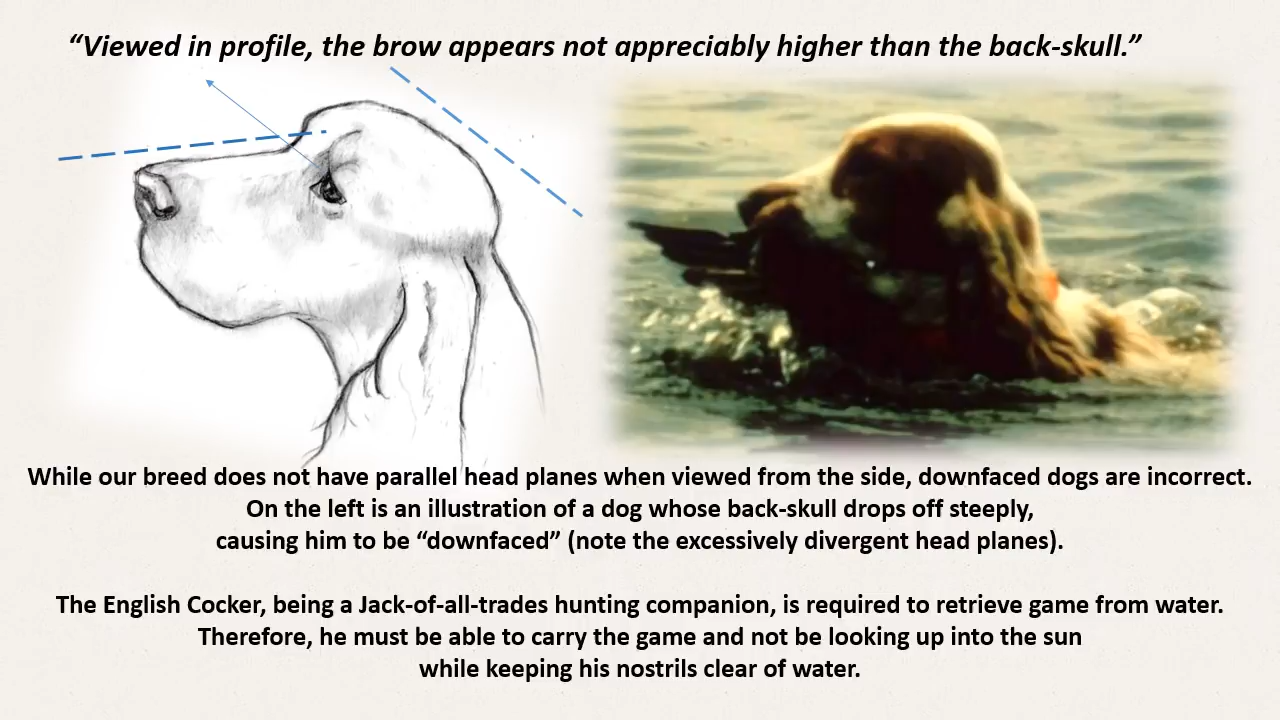 “Viewed in profile, the brow appears not appreciably higher than the back-skull.”
While our breed does not have parallel head planes when viewed from the side, downfaced dogs are incorrect.
On the left is an illustration of a dog whose back-skull drops off steeply,
causing him to be “downfaced” (note the excessively divergent head planes).
The English Cocker, being a Jack-of-all-trades hunting companion, is required to retrieve game from water.
Therefore, he must be able to carry the game and not be looking up into the sun
while keeping his nostrils clear of water.